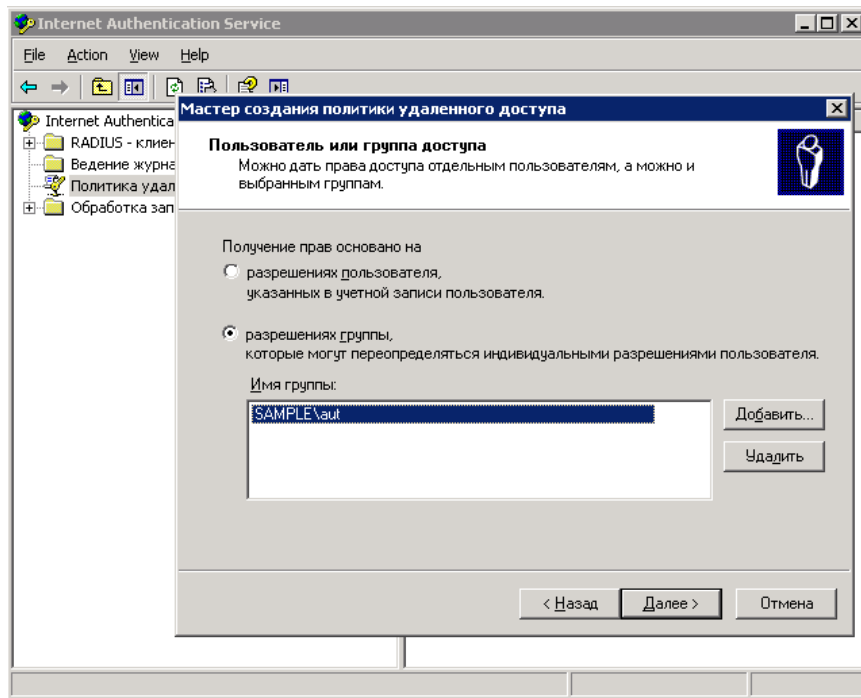 Internet Authentication Service
File Action View Help
Internet Authentica
RADIUS - клиен
Ведение журна
Политика удал
Обработка зап
Мастер создания политики удаленного доступа
Пользователь или группа доступа
Можно дать права доступа отдельным пользователям, а можно и
выбранным группам.
Получение прав основано на
разрешениях пользователя,
указанных в учетной записи пользователя.
разрешениях группы,
которые могут переопределяться индивидуальными разрешениями пользователя.
Имя группы:
SAMPLE\aut
Добавить...
Удалить
< Назад Далее > Отмена